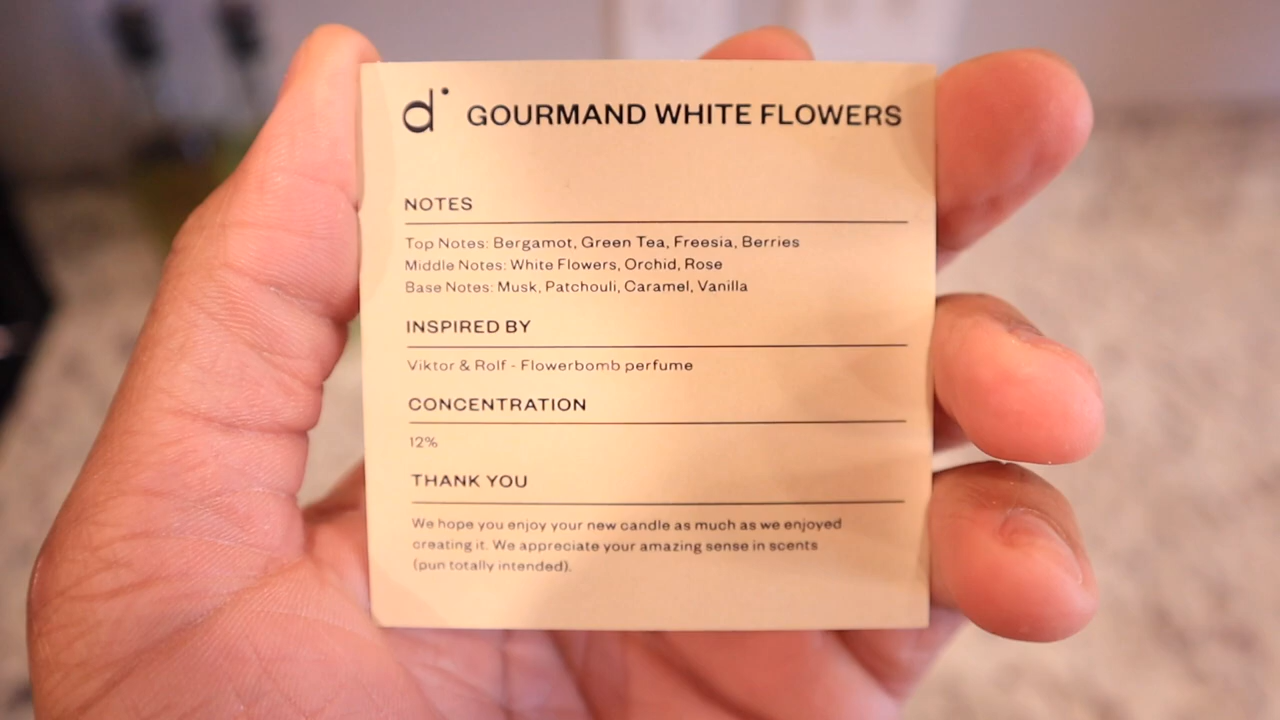 d° GOURMAND WHITE FLOWERS
NOTES
Top Notes: Bergamot, Green Tea, Freesia, Berries
Middle Notes: White Flowers, Orchid, Rose
Base Notes: Musk, Patchouli, Caramel, Vanilla
INSPIRED BY
Viktor & Rolf - Flowerbomb perfume
CONCENTRATION
12%
THANK YOU
We hope you enjoy your new candle as much as we enjoyed
creating it. We appreciate your amazing sense in scents
(pun totally intended).